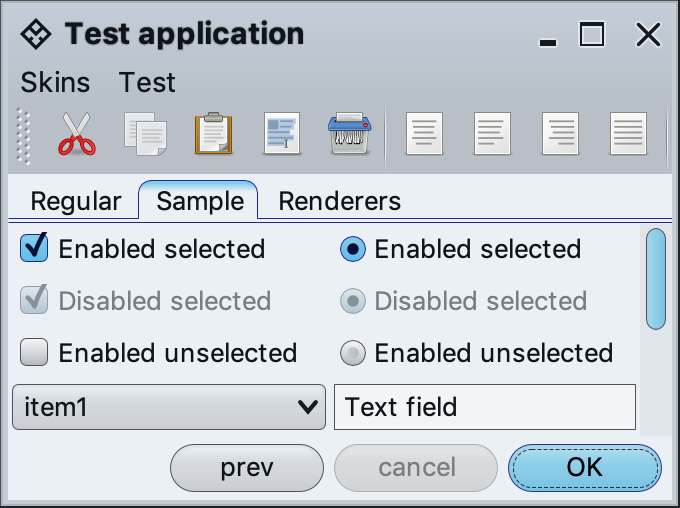 Test application
Skins Test
Regular Sample Renderers
Enabled selected Enabled selected
Disabled selected Disabled selected
Enabled unselected Enabled unselected
item1 Text field
prev cancel OK